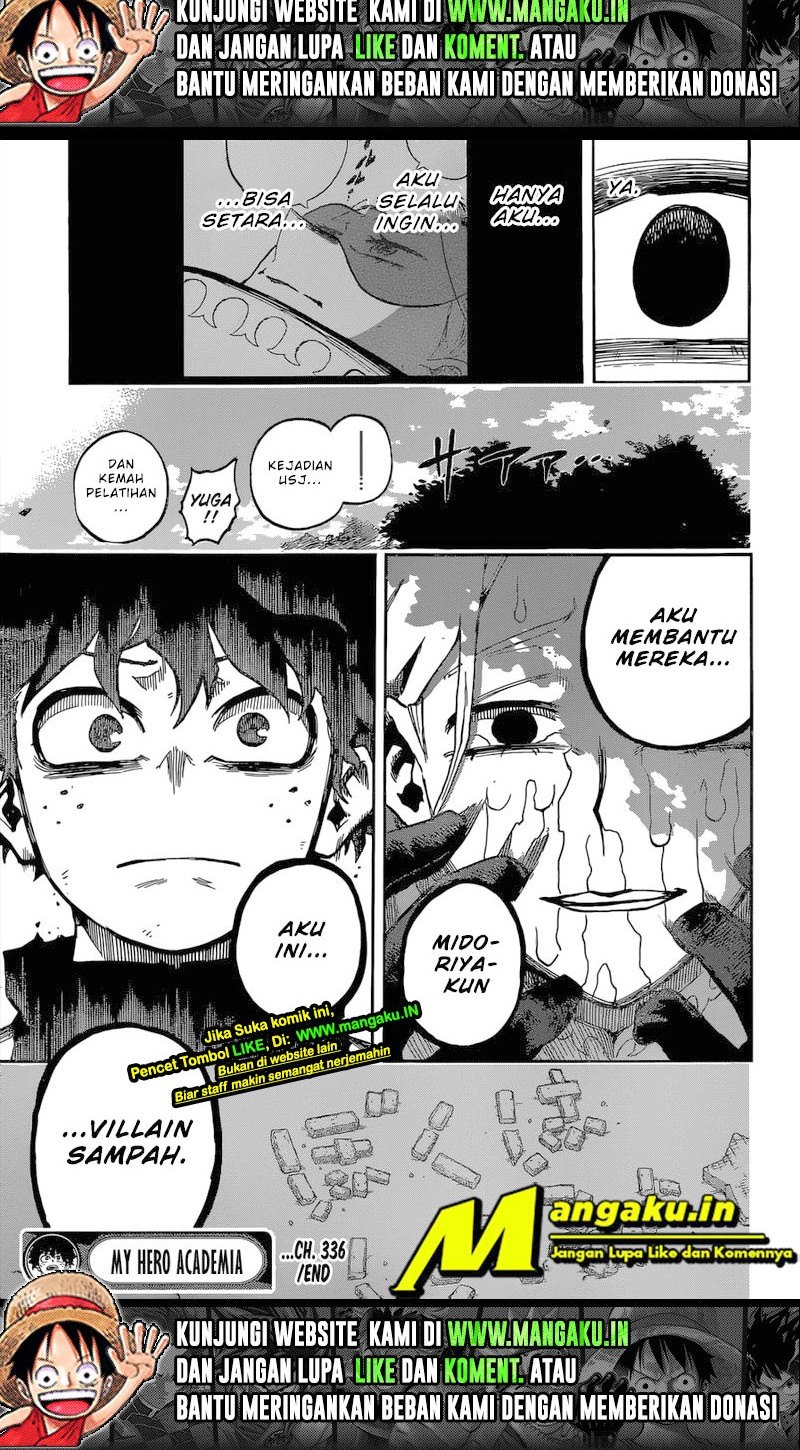 KUNJUNGI WEBSITE KAMI DI WWW.MANGAKU.IN
DAN JANGAN LUPA LIKE DAN KOMENT. ATAU
BANTU MERINGANKAN BEBAN KAMI DENGAN MEMBERIKAN DONASI
YA.
HANYA
AKU...
AKU
SELALU
INGIN...
...BISA
SETARA...
サアア...
KEJADIAN
USJ...
YUGA
!!
DAN
KEMAH
PELATIHAN
...
AKU
MEMBANTU
MEREKA...
MIDO-
RIYA-
KUN
AKU
INI...
Jika Suka komik ini,
Pencet Tombol LIKE, Di: WWW.mangaku.IN
Bukan di website lain
Biar staff makin semangat nerjemahin
...VILLAIN
SAMPAH.
MY HERO ACADEMIA
...CH. 336
/END
Mangaku.in
Jangan Lupa Like dan Komennya
KUNJUNGI WEBSITE KAMI DI WWW.MANGAKU.IN
DAN JANGAN LUPA LIKE DAN KOMENT. ATAU
BANTU MERINGANKAN BEBAN KAMI DENGAN MEMBERIKAN DONASI